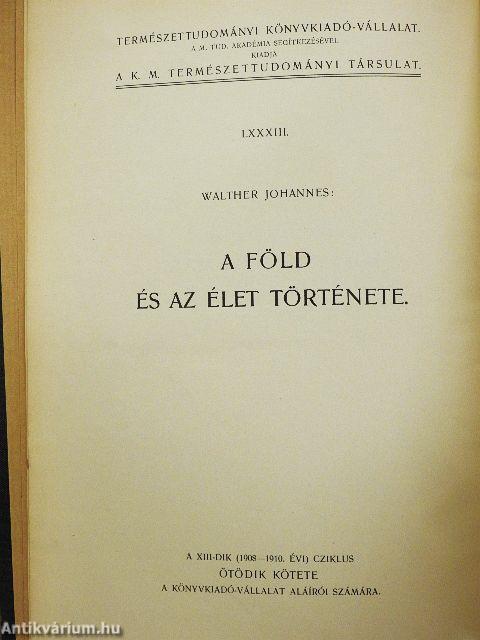 TERMÉSZETTUDOMÁNYI KÖNYVKIADÓ-VÁLLALAT.
A M. TUD. AKADÉMIA SEGÍTKEZÉSÉVEL
KIADJA
A K. M. TERMÉSZETTUDOMÁNYI TÁRSULAT.
LXXXIII.
WALTHER JOHANNES:
A FÖLD
ÉS AZ ÉLET TÖRTÉNETE.
A XIII-DIK (1908—1910. ÉVI) CZIKLUS
ÖTÖDIK KÖTETE
A KÖNYVKIADÓ-VÁLLALAT ALÁÍRÓI SZÁMÁRA.
Antikvárium.hu